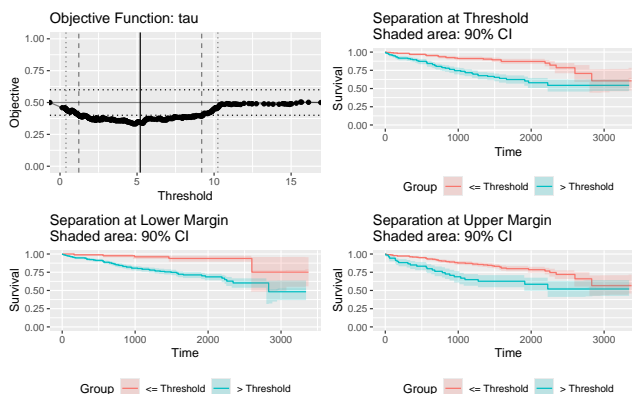 Objective Function: tau
1.00
0.75
0.50
0.25
0.00
Objective
0
5
10
15
Threshold
Separation at Threshold
Shaded area: 90% CI
1.00
0.75
0.50
0.25
0.00
Survival
0
1000
2000
3000
Time
Group <= Threshold > Threshold
Separation at Lower Margin
Shaded area: 90% CI
1.00
0.75
0.50
0.25
0.00
Survival
0
1000
2000
3000
Time
Group <= Threshold > Threshold
Separation at Upper Margin
Shaded area: 90% CI
1.00
0.75
0.50
0.25
0.00
Survival
0
1000
2000
3000
Time
Group <= Threshold > Threshold